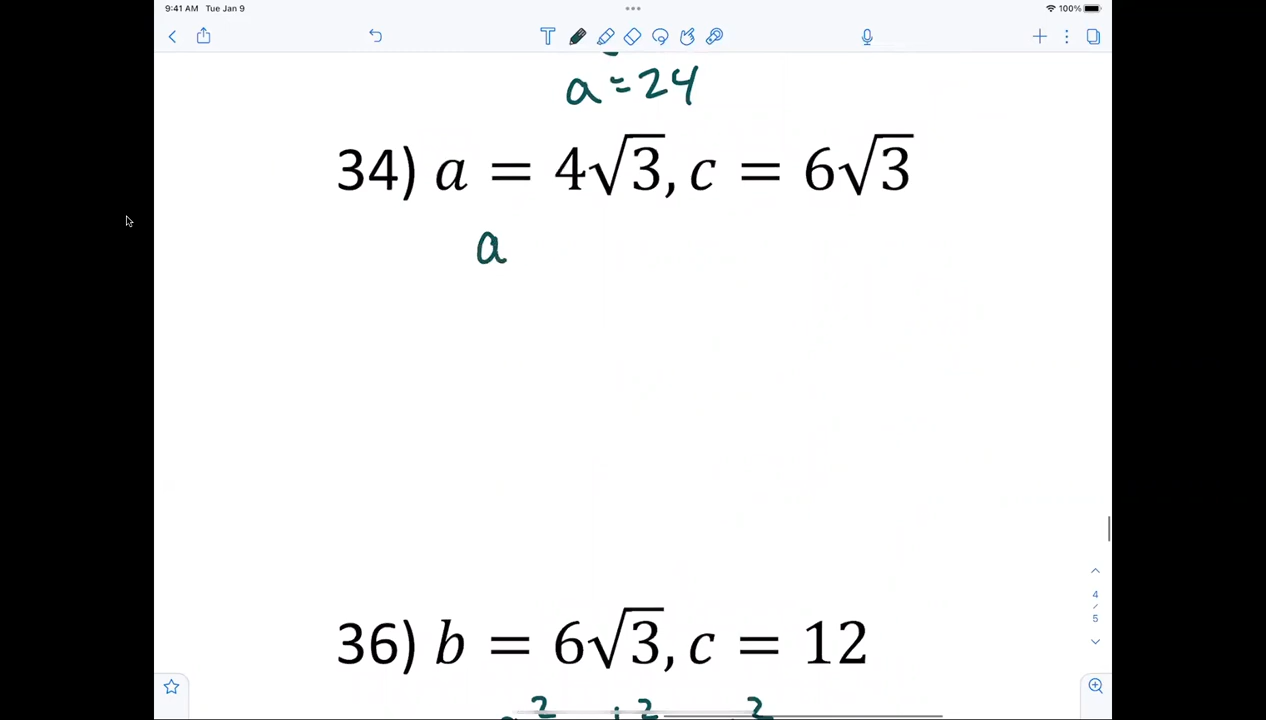 9:41 AM Tue Jan 9
100%
a = 24
34) a = 4√3, c = 6√3
a
4
/
5
36) b = 6√3, c = 12